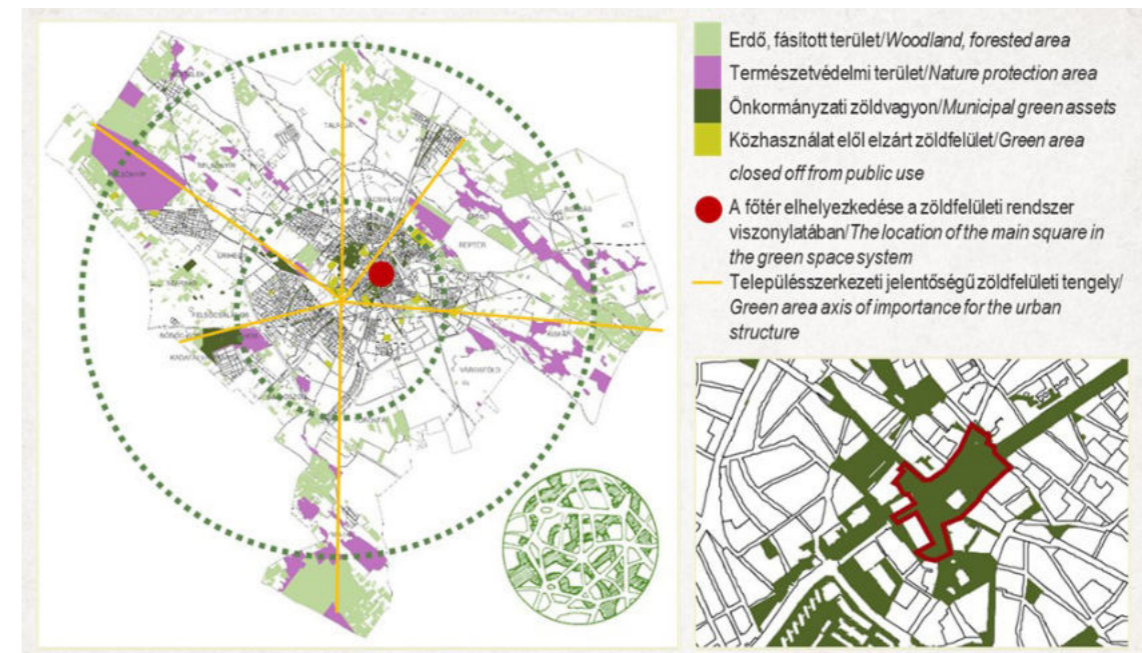 Erdő, fásított terület/Woodland, forested area
Természetvédelmi terület/Nature protection area
Önkormányzati zöldvagyon/Municipal green assets
Közhasználat elől elzárt zöldfelület/Green area
closed off from public use
A főtér elhelyezkedése a zöldfelületi rendszer
viszonylatában/The location of the main square in
the green space system
Településszerkezeti jelentőségű zöldfelületi tengely/
Green area axis of importance for the urban
structure